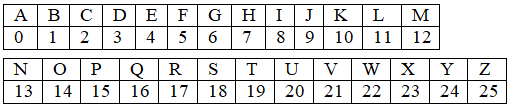 A B C D E F G H I J K L M
0 1 2 3 4 5 6 7 8 9 10 11 12
N O P Q R S T U V W X Y Z
13 14 15 16 17 18 19 20 21 22 23 24 25